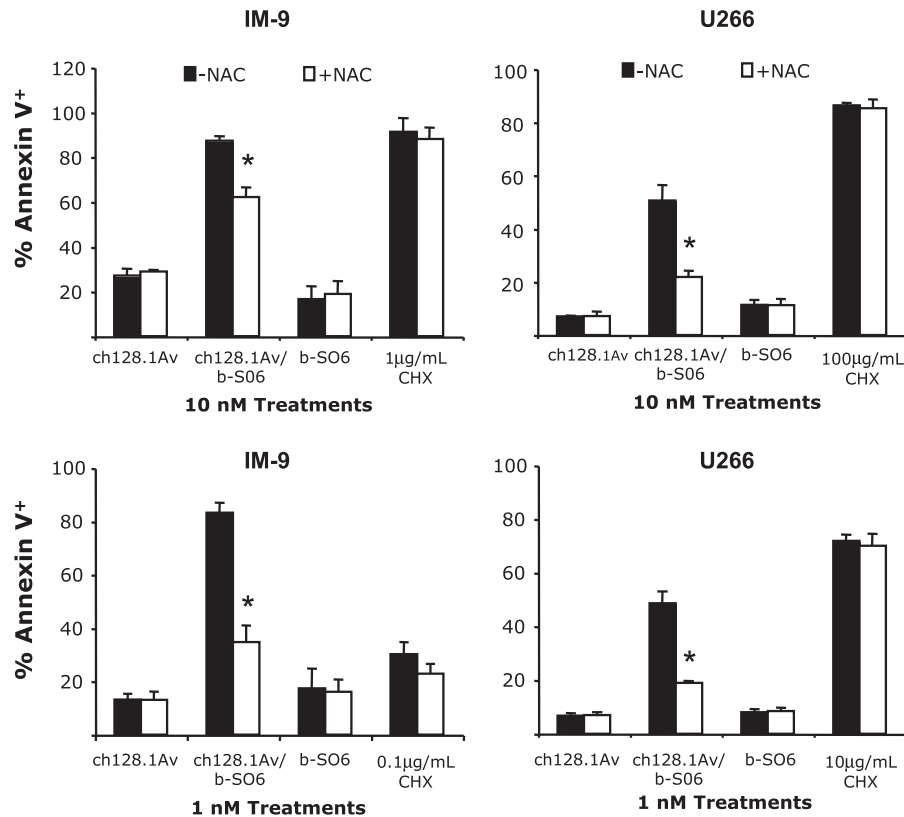 IM-9
U266
% Annexin V⁺
120
100
80
60
40
20
-NAC
+NAC
*
ch128.1Av
ch128.1Av/
b-S06
b-SO6
1µg/mL
CHX
10 nM Treatments
100
80
60
40
20
-NAC
+NAC
*
ch128.1Av
ch128.1Av/
b-S06
b-SO6
100µg/mL
CHX
10 nM Treatments
IM-9
U266
% Annexin V⁺
100
80
60
40
20
*
ch128.1Av
ch128.1Av/
b-SO6
b-SO6
0.1µg/mL
CHX
1 nM Treatments
100
80
60
40
20
*
ch128.1Av
ch128.1Av/
b-S06
b-SO6
10µg/mL
CHX
1 nM Treatments